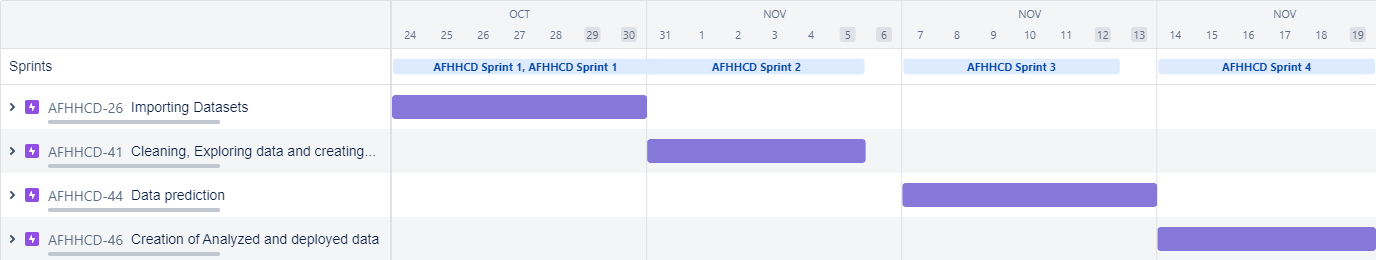 OCT NOV NOV NOV
24 25 26 27 28 29 30 31 1 2 3 4 5 6 7 8 9 10 11 12 13 14 15 16 17 18 19
Sprints AFHHCD Sprint 1, AFHHCD Sprint 1 AFHHCD Sprint 2 AFHHCD Sprint 3 AFHHCD Sprint 4
AFHHCD-26 Importing Datasets
AFHHCD-41 Cleaning, Exploring data and creating...
AFHHCD-44 Data prediction
AFHHCD-46 Creation of Analyzed and deployed data